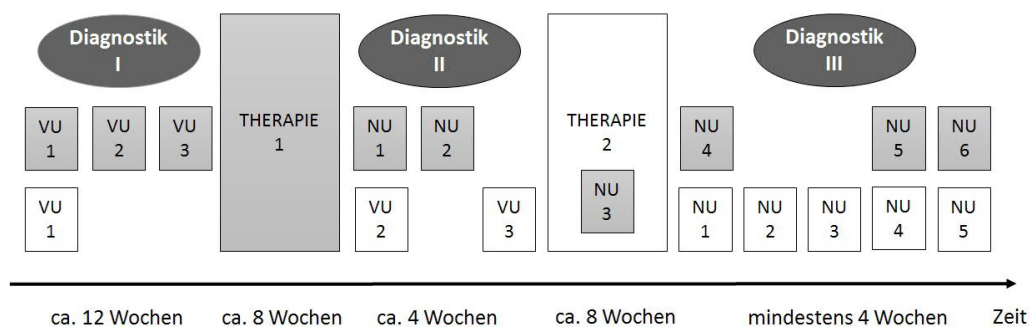 Diagnostik
I
Diagnostik
II
Diagnostik
III
VU
1
VU
2
VU
3
THERAPIE
1
NU
1
NU
2
THERAPIE
2
NU
3
NU
4
NU
5
NU
6
VU
1
VU
2
VU
3
NU
1
NU
2
NU
3
NU
4
NU
5
ca. 12 Wochen
ca. 8 Wochen
ca. 4 Wochen
ca. 8 Wochen
mindestens 4 Wochen
Zeit